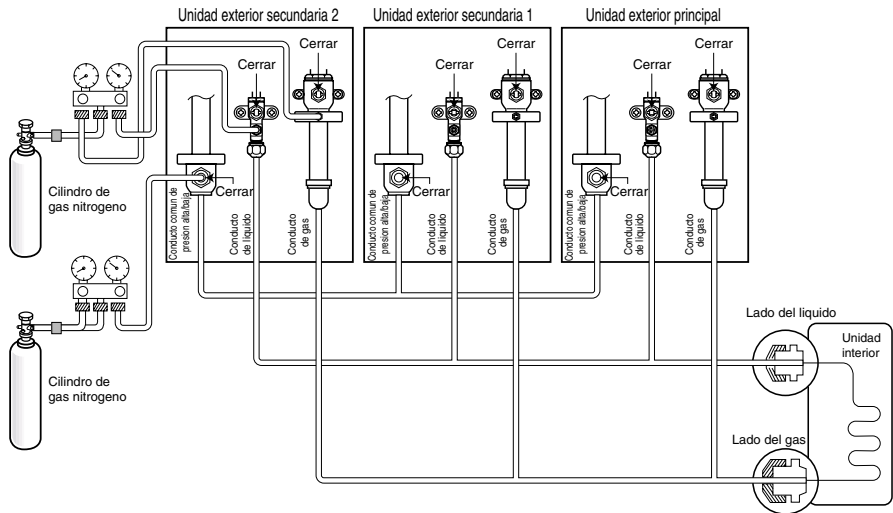 Unidad exterior secundaria 2
Unidad exterior secundaria 1
Unidad exterior principal
Cerrar
Cerrar
Cerrar
Conducto comun de
presion alta/baja
Conducto
de liquido
Conducto
de gas
Cerrar
Cerrar
Cerrar
Conducto comun de
presion alta/baja
Conducto
de liquido
Conducto
de gas
Cerrar
Cerrar
Cerrar
Conducto comun de
presion alta/baja
Conducto
de liquido
Conducto
de gas
Cilindro de
gas nitrogeno
Cilindro de
gas nitrogeno
Lado del liquido
Unidad
interior
Lado del gas